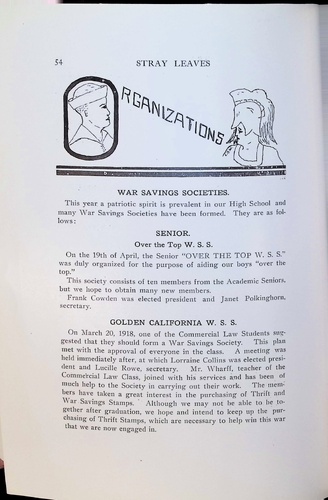 54 STRAY LEAVES
ORGANIZATIONS
WAR SAVINGS SOCIETIES.
This year a patriotic spirit is prevalent in our High School and
many War Savings Societies have been formed. They are as fol-
lows:
SENIOR.
Over the Top W. S. S.
On the 19th of April, the Senior "OVER THE TOP W. S. S."
was duly organized for the purpose of aiding our boys "over the
top."
This society consists of ten members from the Academic Seniors,
but we hope to obtain many new members.
Frank Cowden was elected president and Janet Polkinghorn,
secretary.
GOLDEN CALIFORNIA W. S. S.
On March 20, 1918, one of the Commercial Law Students sug-
gested that they should form a War Savings Society. This plan
met with the approval of everyone in the class. A meeting was
held immediately after, at which Lorraine Collins was elected presi-
dent and Lucille Rowe, secretary. Mr. Wharff, teacher of the
Commercial Law Class, joined with his services and has been of
much help to the Society in carrying out their work. The mem-
bers have taken a great interest in the purchasing of Thrift and
War Savings Stamps. Although we may not be able to be to-
gether after graduation, we hope and intend to keep up the pur-
chasing of Thrift Stamps, which are necessary to help win this war
that we are now engaged in.